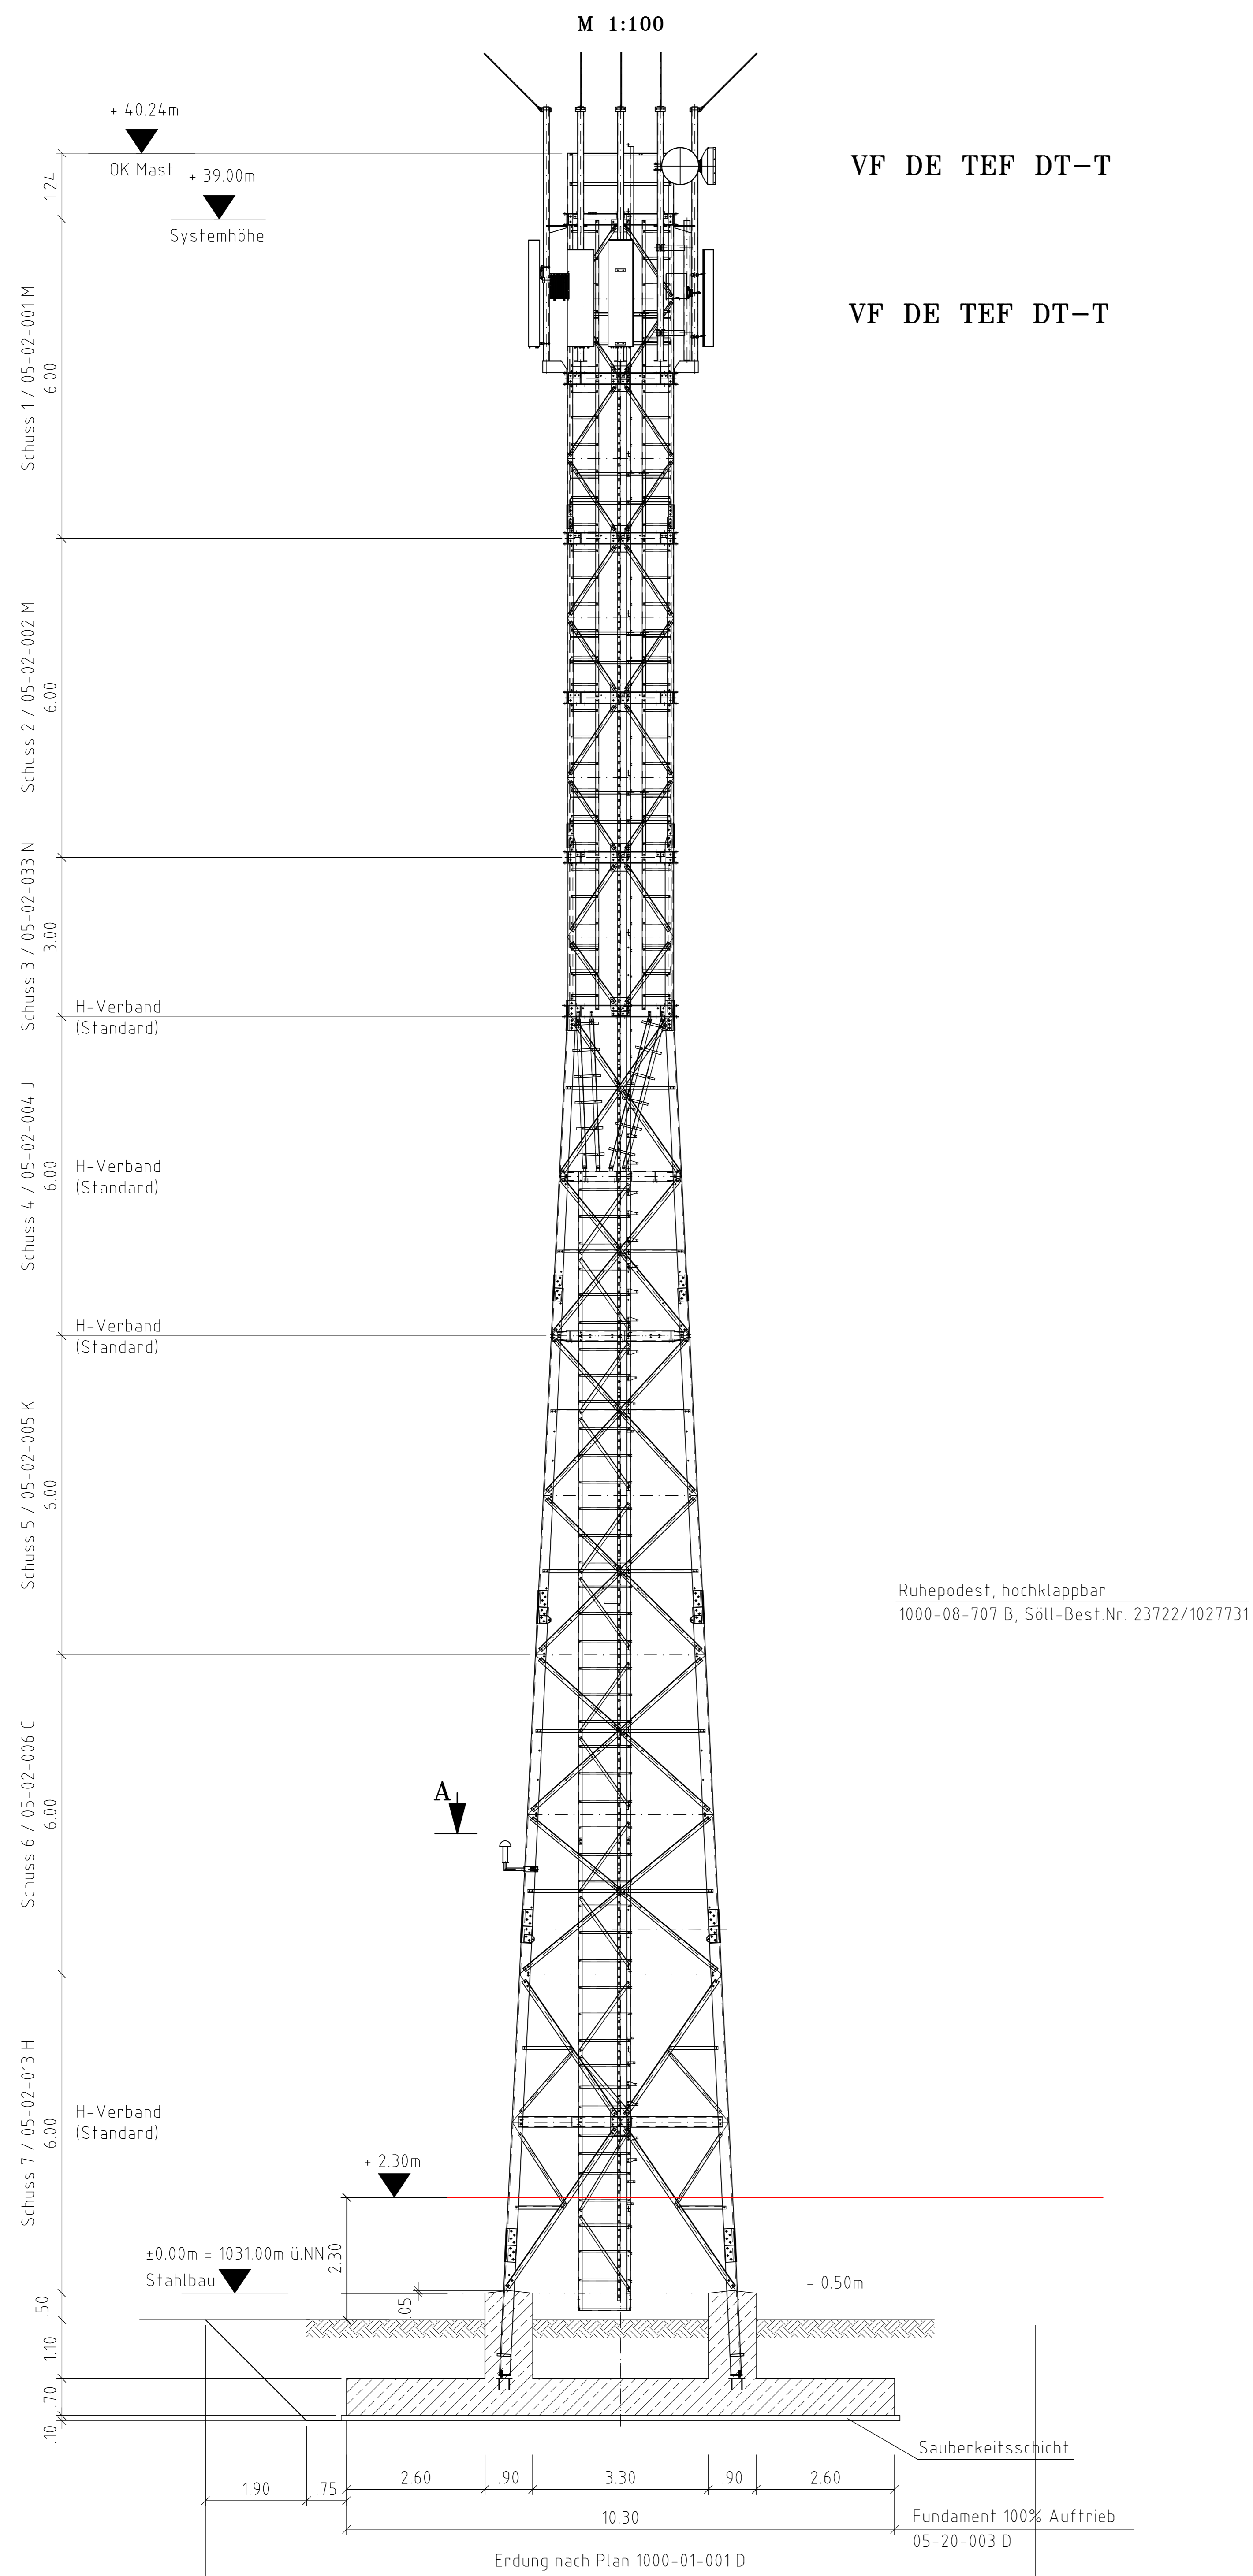 M 1:100
+ 40.24m
OK Mast
+ 39.00m
Systemhöhe
VF DE TEF DT-T
VF DE TEF DT-T
1.24
Schuss 1 / 05-02-001 M
6.00
Schuss 2 / 05-02-002 M
6.00
Schuss 3 / 05-02-033 N
3.00
H-Verband
(Standard)
Schuss 4 / 05-02-004 J
6.00
H-Verband
(Standard)
H-Verband
(Standard)
Schuss 5 / 05-02-005 K
6.00
Ruhepodest, hochklappbar
1000-08-707 B, Söll-Best.Nr. 23722/1027731
Schuss 6 / 05-02-006 C
6.00
A
Schuss 7 / 05-02-013 H
6.00
H-Verband
(Standard)
+ 2.30m
2.30
±0.00m = 1031.00m ü.NN
Stahlbau
- 0.50m
.05
.50
1.10
.70
.10
Sauberkeitsschicht
1.90
.75
2.60
.90
3.30
.90
2.60
10.30
Fundament 100% Auftrieb
05-20-003 D
Erdung nach Plan 1000-01-001 D